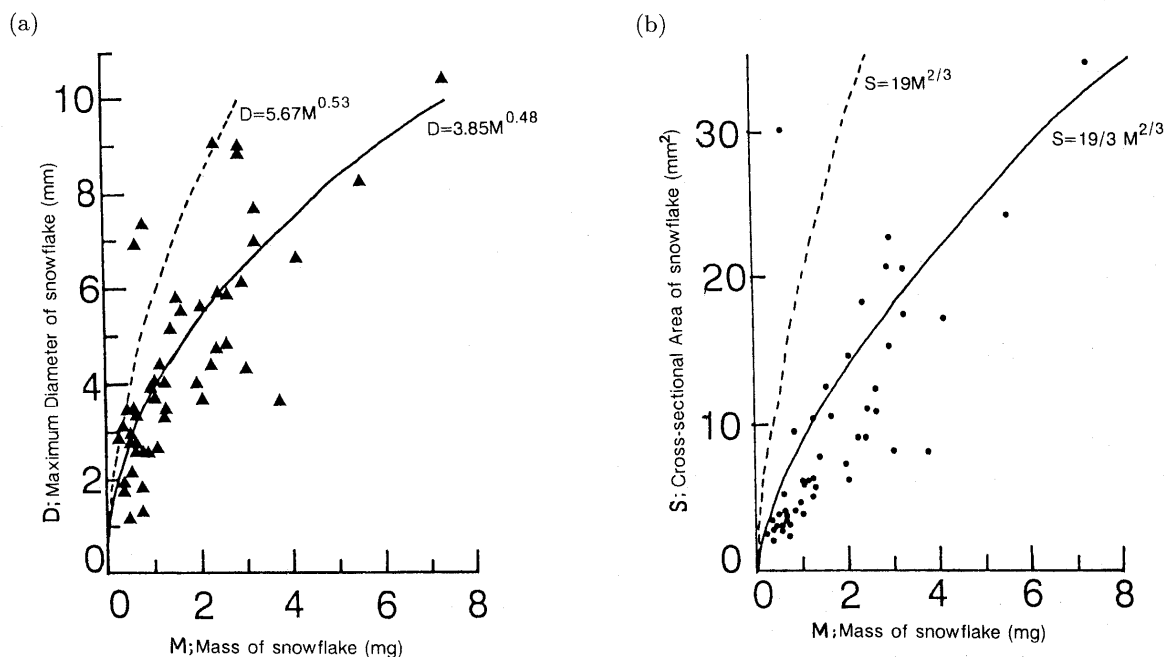 (a)
D; Maximum Diameter of snowflake (mm)
10
8
6
4
2
0
D=5.67M^0.53
D=3.85M^0.48
0 2 4 6 8
M; Mass of snowflake (mg)
(b)
S; Cross-sectional Area of snowflake (mm²)
30
20
10
0
S=19M^2/3
S=19/3 M^2/3
0 2 4 6 8
M; Mass of snowflake (mg)